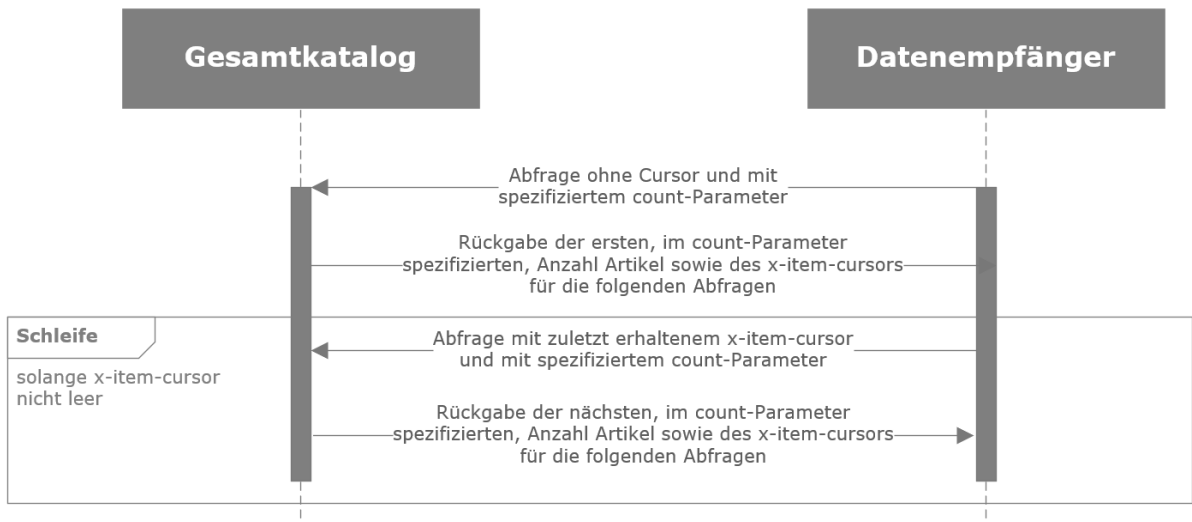 Gesamtkatalog
Datenempfänger
Abfrage ohne Cursor und mit
spezifiziertem count-Parameter
Rückgabe der ersten, im count-Parameter
spezifizierten, Anzahl Artikel sowie des x-item-cursors
für die folgenden Abfragen
Schleife
solange x-item-cursor
nicht leer
Abfrage mit zuletzt erhaltenem x-item-cursor
und mit spezifiziertem count-Parameter
Rückgabe der nächsten, im count-Parameter
spezifizierten, Anzahl Artikel sowie des x-item-cursors
für die folgenden Abfragen